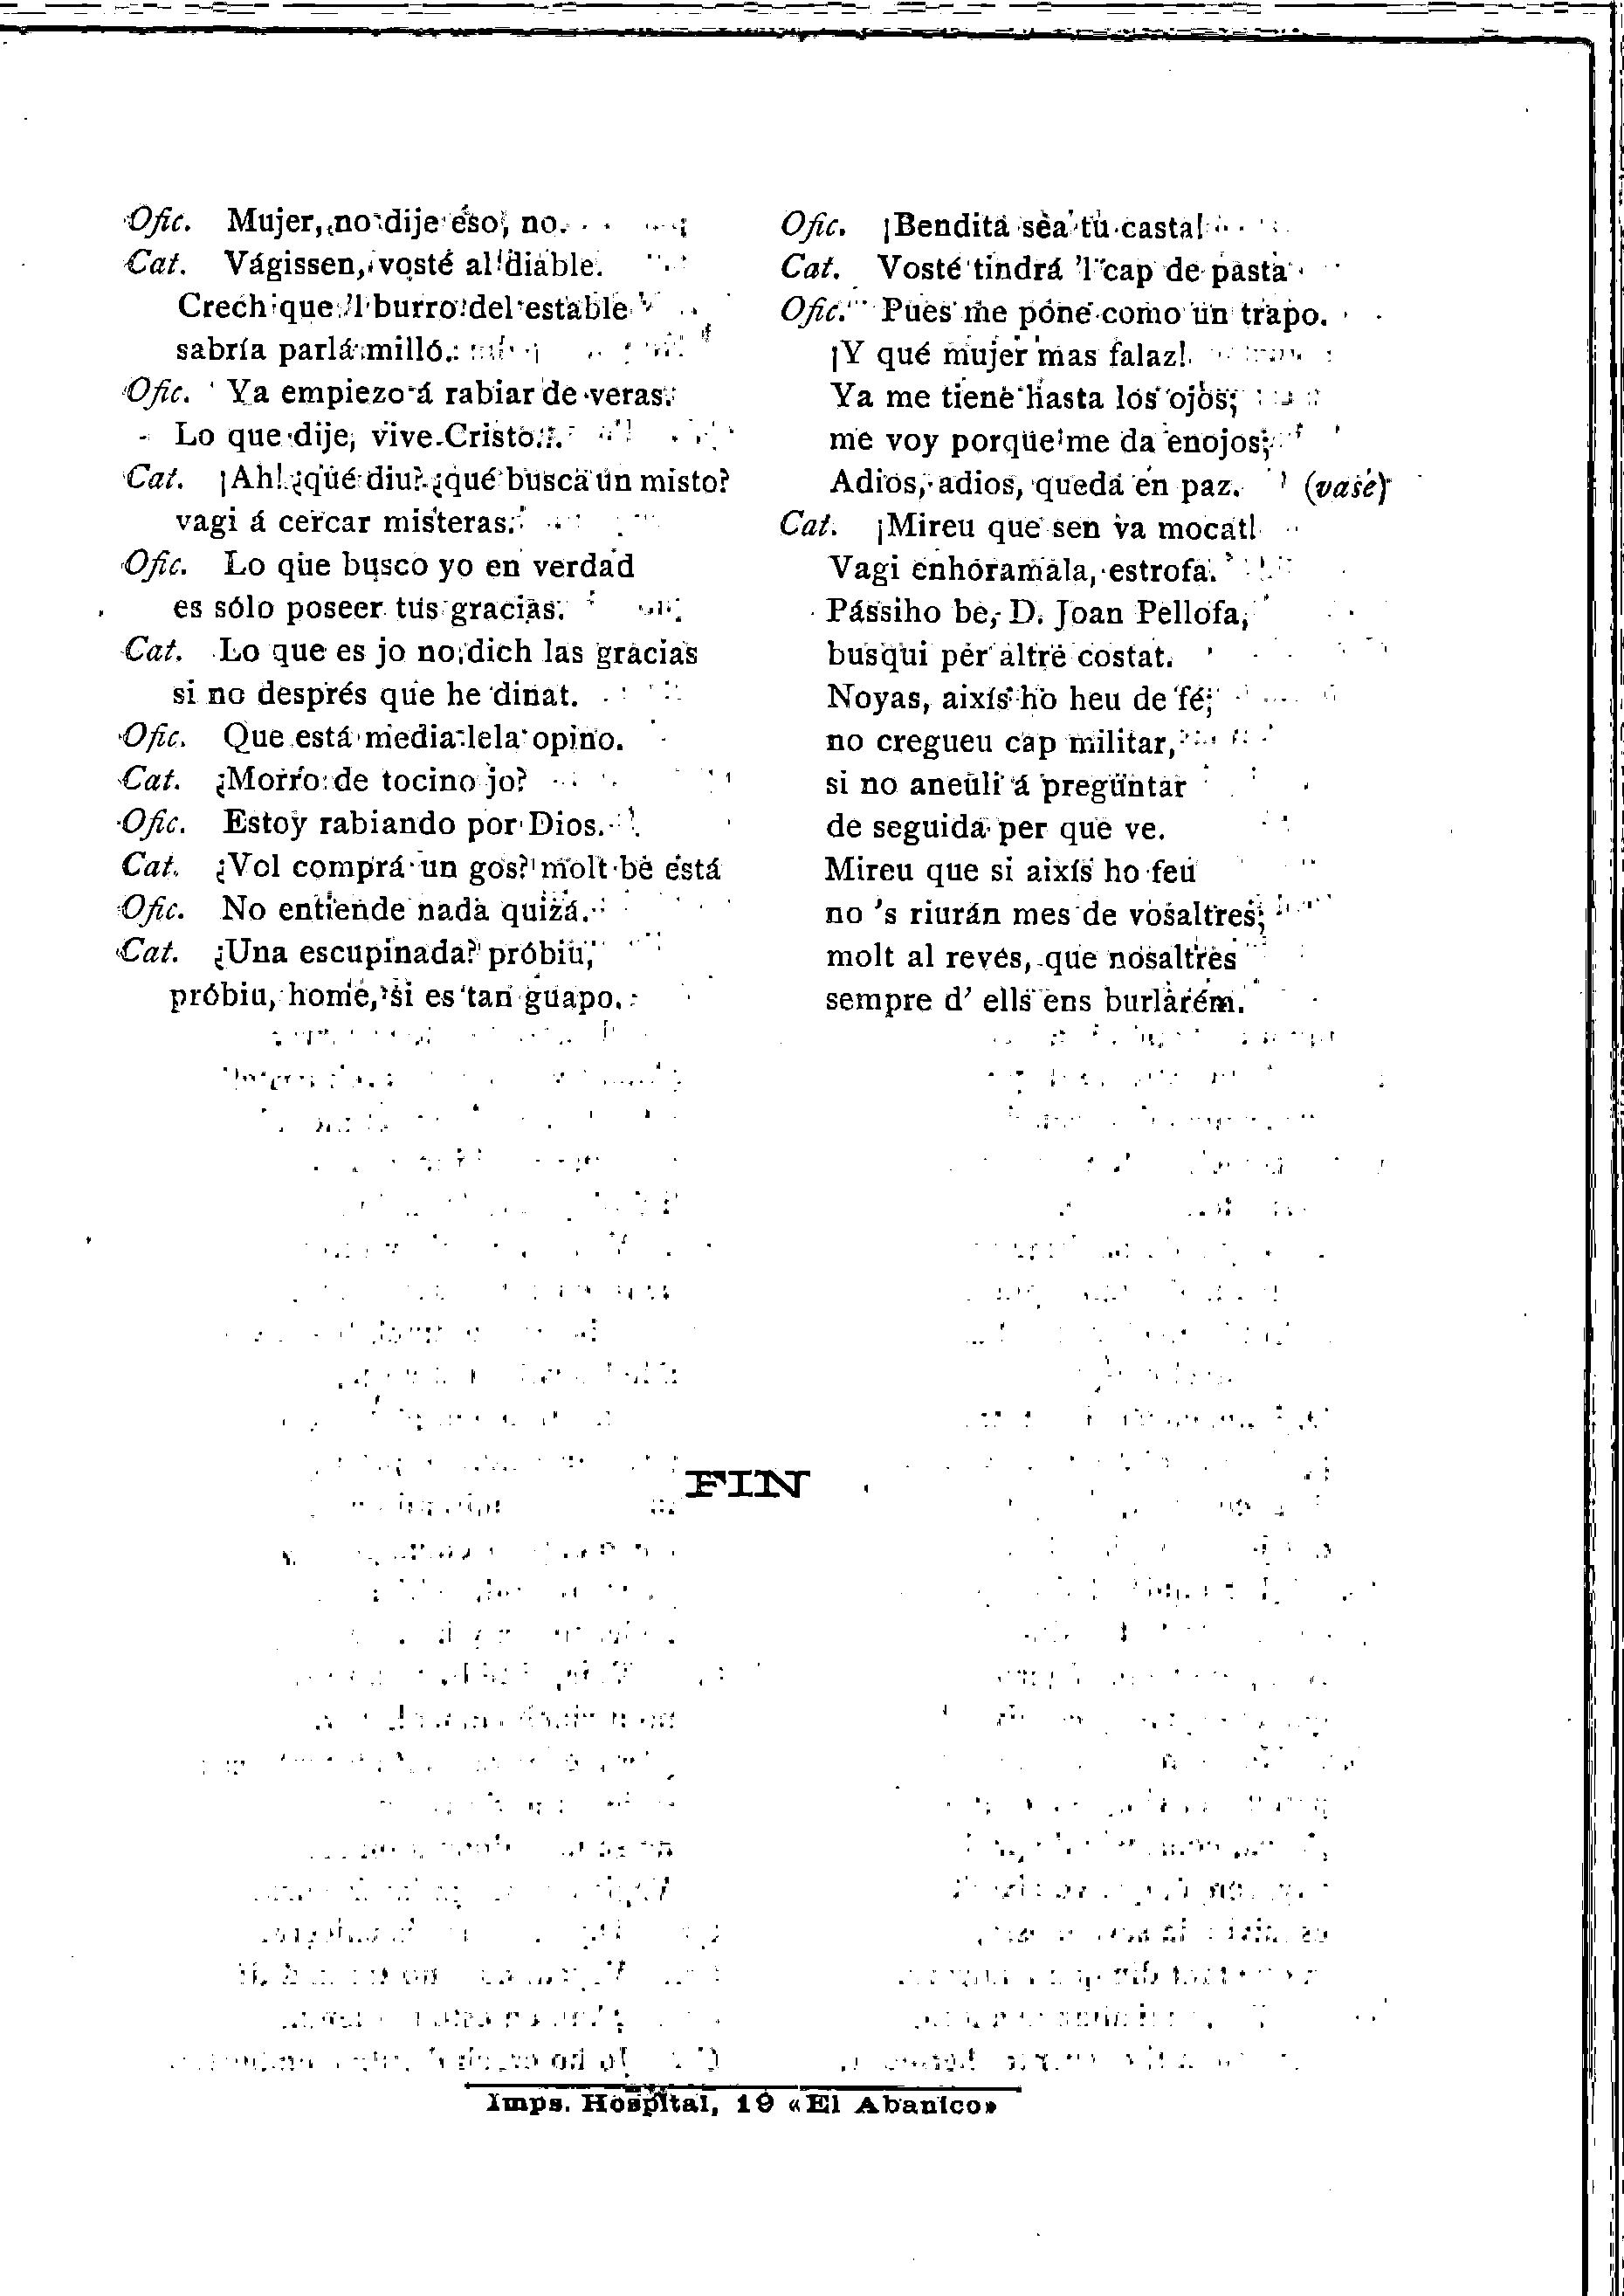 Ofic. Mujer, no dije éso, no.
Cat. Vágissen, vosté al diable.
Crech que 'l burro del estable
sabría parlá milló.
Ofic. Ya empiezo á rabiar de veras.
Lo que dije, vive Cristo...
Cat. ¡Ah! ¿qué diu? ¿qué busca un misto?
vagi á cercar misteras.
Ofic. Lo que busco yo en verdad
es sólo poseer tus gracias.
Cat. Lo que es jo no dich las gracias
si no després que he dinat.
Ofic. Que está media lela opino.
Cat. ¿Morro de tocino jo?
Ofic. Estoy rabiando por Dios.
Cat. ¿Vol comprá un gos? molt be está
Ofic. No entiende nada quizá.
Cat. ¿Una escupinada? próbiu,
próbiu, home, si es tan guapo.
Ofic. ¡Bendita sea tu casta!
Cat. Vosté tindrá 'l cap de pasta
Ofic. Pues me pone como un trapo.
¡Y qué mujer mas falaz!
Ya me tiene hasta los ojos;
me voy porque me da enojos;
Adios, adios, queda en paz. (vase)
Cat. ¡Mireu que sen va mocat!
Vagi enhoramala, estrofa.
Pássiho be, D. Joan Pellofa,
busqui per altre costat.
Noyas, aixís ho heu de fé;
no cregueu cap militar,
si no aneuli á preguntar
de seguida per que ve.
Mireu que si aixís ho feu
no 's riurán mes de vosaltres;
molt al revés, que nosaltres
sempre d' ells ens burlarém.
FIN
Imps. Hospital, 19 «El Abanico»